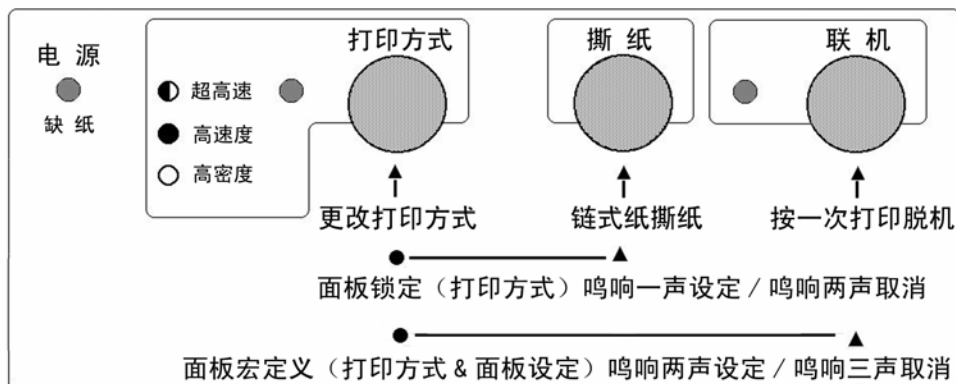 电源
缺纸
打印方式
超高速
高速度
高密度
撕纸
联机
更改打印方式
链式纸撕纸
按一次打印脱机
面板锁定（打印方式）鸣响一声设定/鸣响两声取消
面板宏定义（打印方式&面板设定）鸣响两声设定/鸣响三声取消